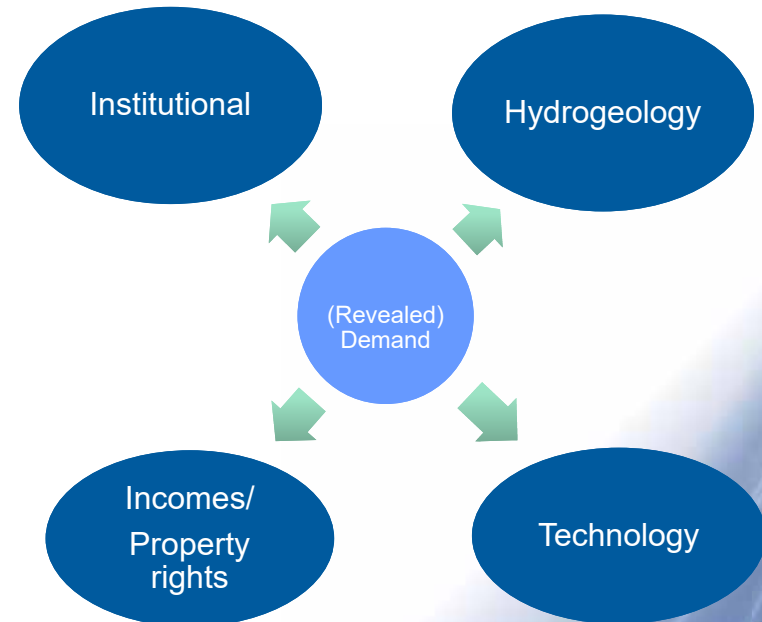 Institutional
Hydrogeology
(Revealed)
Demand
Incomes/
Property
rights
Technology